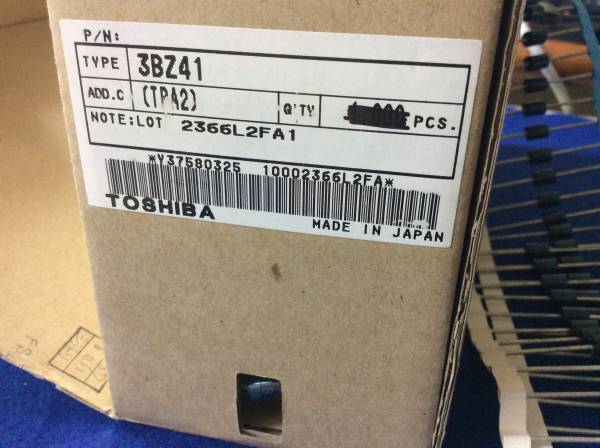 P/N:
TYPE 3BZ41
ADD.C (TPA2) Q'TY PCS.
NOTE:LOT 2366L2FA1
*Y37580325 10002366L2FA*
TOSHIBA
MADE IN JAPAN